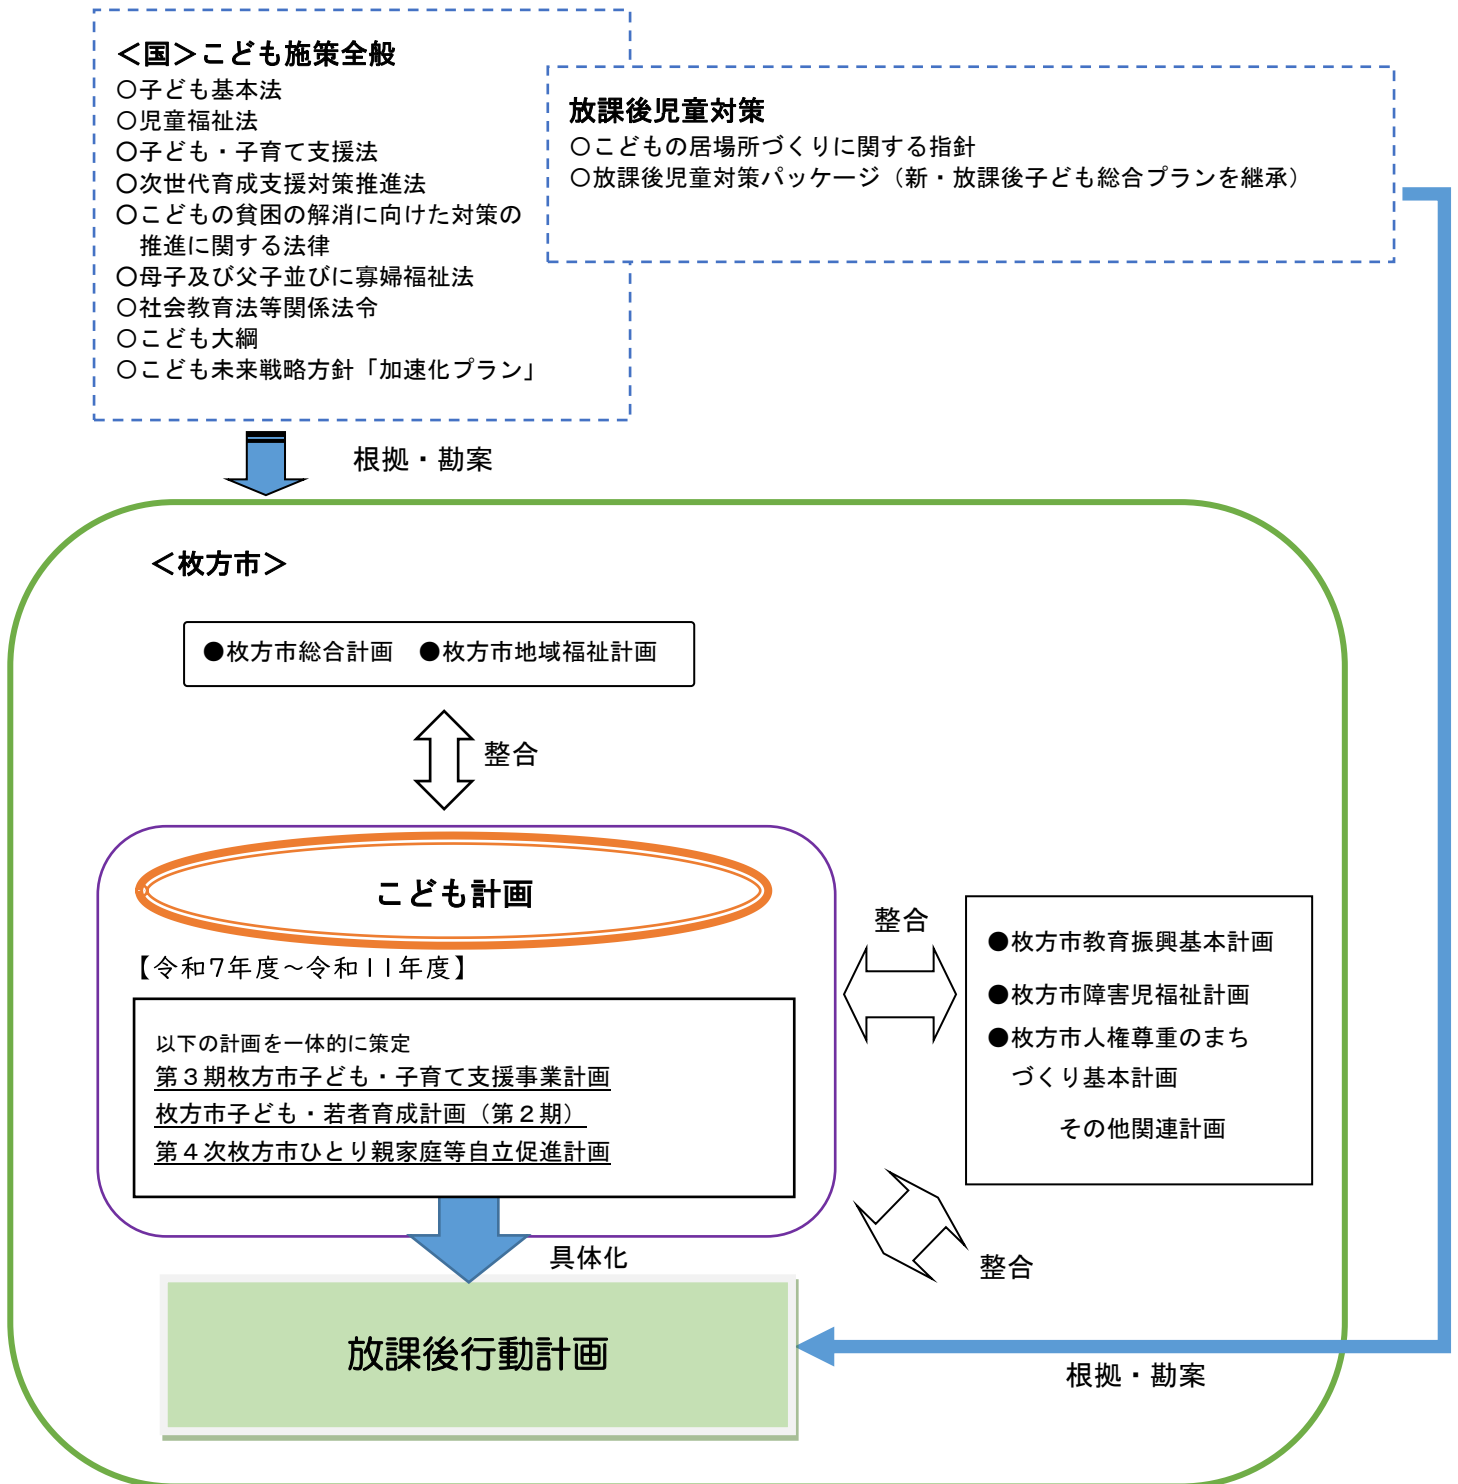 ＜国＞こども施策全般
○子ども基本法
○児童福祉法
○子ども・子育て支援法
○次世代育成支援対策推進法
○こどもの貧困の解消に向けた対策の
推進に関する法律
○母子及び父子並びに寡婦福祉法
○社会教育法等関係法令
○こども大綱
○こども未来戦略方針「加速化プラン」
放課後児童対策
○こどもの居場所づくりに関する指針
○放課後児童対策パッケージ（新・放課後子ども総合プランを継承）
根拠・勘案
＜枚方市＞
●枚方市総合計画　●枚方市地域福祉計画
整合
こども計画
【令和7年度～令和11年度】
以下の計画を一体的に策定
第３期枚方市子ども・子育て支援事業計画
枚方市子ども・若者育成計画（第２期）
第４次枚方市ひとり親家庭等自立促進計画
整合
●枚方市教育振興基本計画
●枚方市障害児福祉計画
●枚方市人権尊重のまち
づくり基本計画
その他関連計画
具体化
整合
放課後行動計画
根拠・勘案